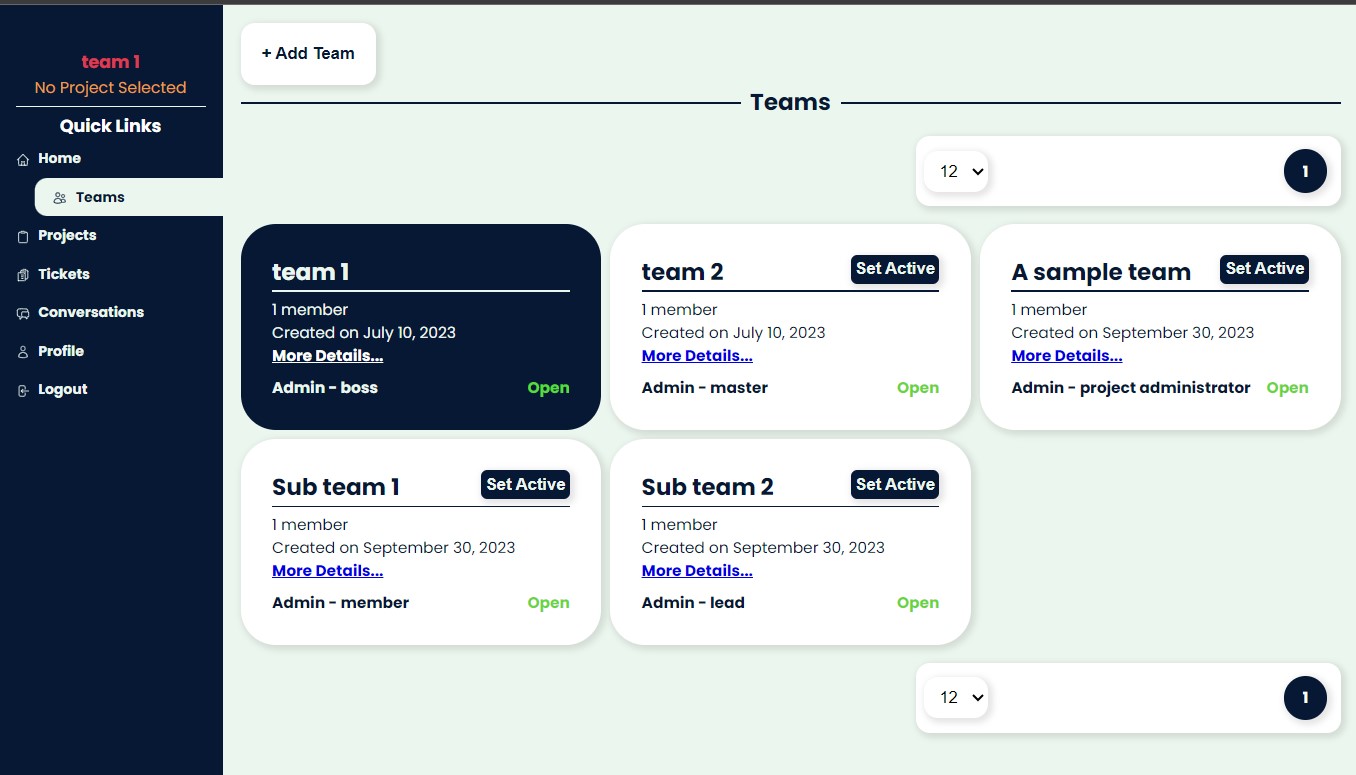 team 1
No Project Selected
Quick Links
Home
Teams
Projects
Tickets
Conversations
Profile
Logout
+ Add Team
Teams
12
1
team 1
1 member
Created on July 10, 2023
More Details...
Admin - boss
Open
team 2
Set Active
1 member
Created on July 10, 2023
More Details...
Admin - master
Open
A sample team
Set Active
1 member
Created on September 30, 2023
More Details...
Admin - project administrator
Open
Sub team 1
Set Active
1 member
Created on September 30, 2023
More Details...
Admin - member
Open
Sub team 2
Set Active
1 member
Created on September 30, 2023
More Details...
Admin - lead
Open
12
1